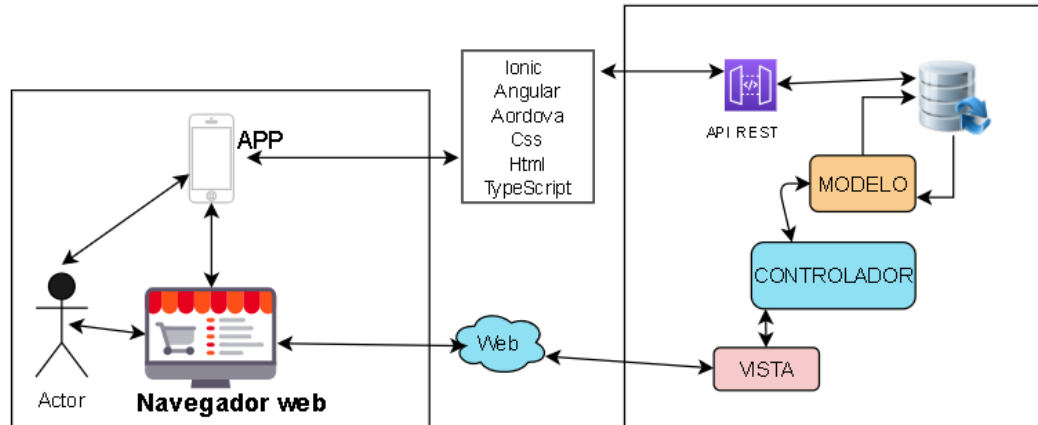 Ionic
Angular
Aordova
Css
Html
TypeScript
API REST
APP
MODELO
CONTROLADOR
Web
VISTA
Actor
Navegador web